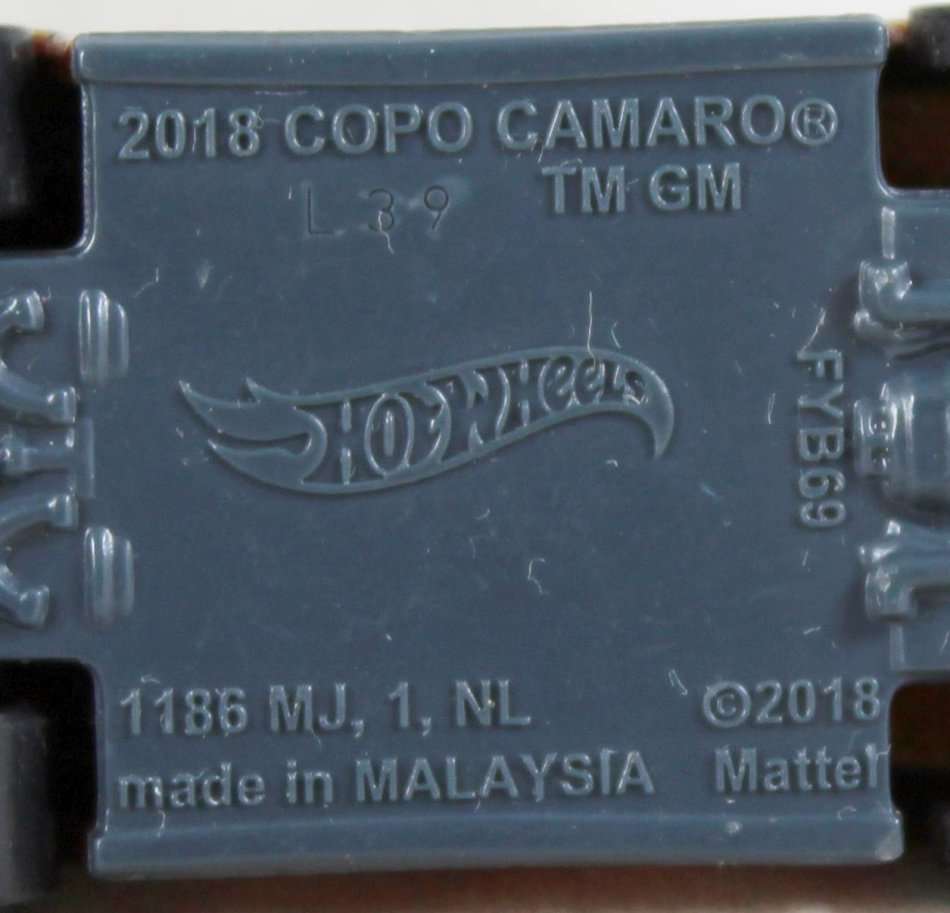 2018 COPO CAMARO®
TM GM
L39
HOT WHEELS
FYB69
1186 MJ, 1, NL
made in MALAYSIA
©2018
Mattel